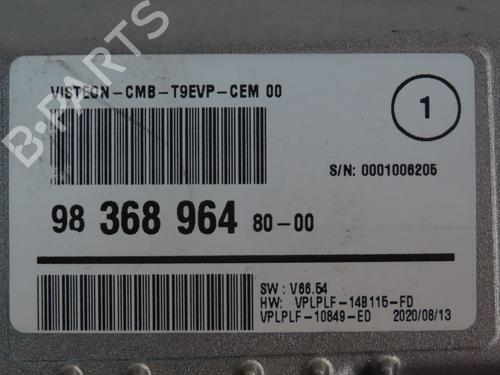 VISTEON-CMB-T9EVP-CEM 00
1
S/N: 0001006205
98 368 964 80-00
SW : V66.54
HW: VPLPLF-14B115-FD
VPLPLF-10849-ED 2020/08/13
B-PARTS